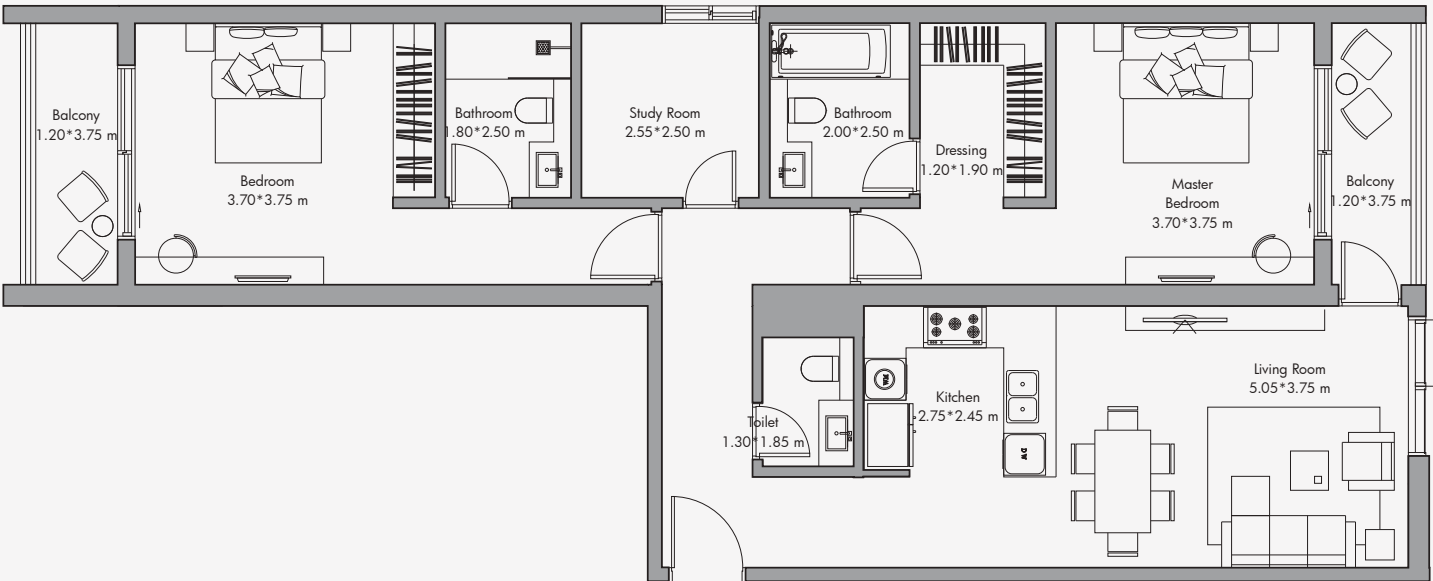 Balcony
1.20*3.75 m
Bedroom
3.70*3.75 m
Bathroom
1.80*2.50 m
Study Room
2.55*2.50 m
Bathroom
2.00*2.50 m
Dressing
1.20*1.90 m
Master
Bedroom
3.70*3.75 m
Balcony
1.20*3.75 m
Toilet
1.30*1.85 m
Kitchen
2.75*2.45 m
DW
Living Room
5.05*3.75 m